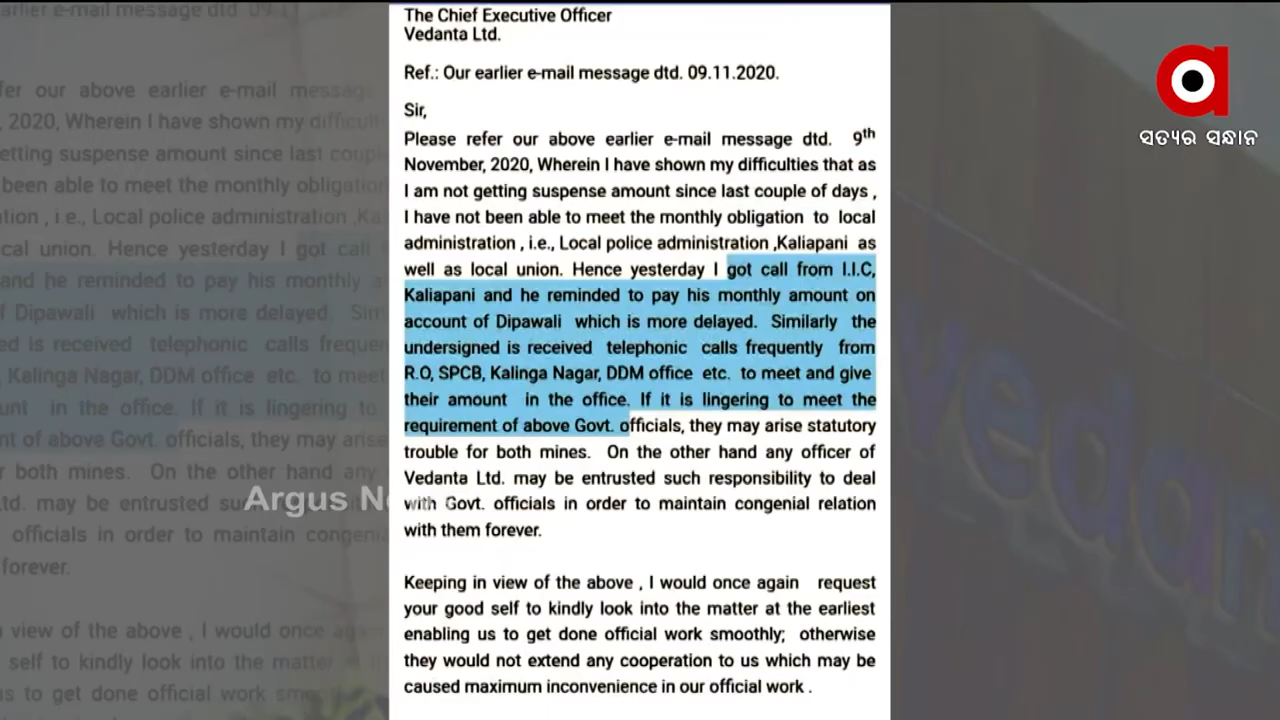 The Chief Executive Officer
Vedanta Ltd.
Ref.: Our earlier e-mail message dtd. 09.11.2020.
Sir,
Please refer our above earlier e-mail message dtd. 9th
November, 2020, Wherein I have shown my difficulties that as
I am not getting suspense amount since last couple of days ,
I have not been able to meet the monthly obligation to local
administration , i.e., Local police administration ,Kaliapani as
well as local union. Hence yesterday I got call from I.I.C,
Kaliapani and he reminded to pay his monthly amount on
account of Dipawali which is more delayed. Similarly the
undersigned is received telephonic calls frequently from
R.O, SPCB, Kalinga Nagar, DDM office etc. to meet and give
their amount in the office. If it is lingering to meet the
requirement of above Govt. officials, they may arise statutory
trouble for both mines. On the other hand any officer of
Vedanta Ltd. may be entrusted such responsibility to deal
with Govt. officials in order to maintain congenial relation
with them forever.
Keeping in view of the above , I would once again request
your good self to kindly look into the matter at the earliest
enabling us to get done official work smoothly; otherwise
they would not extend any cooperation to us which may be
caused maximum inconvenience in our official work .
ସତ୍ୟର ସନ୍ଧାନ
Argus